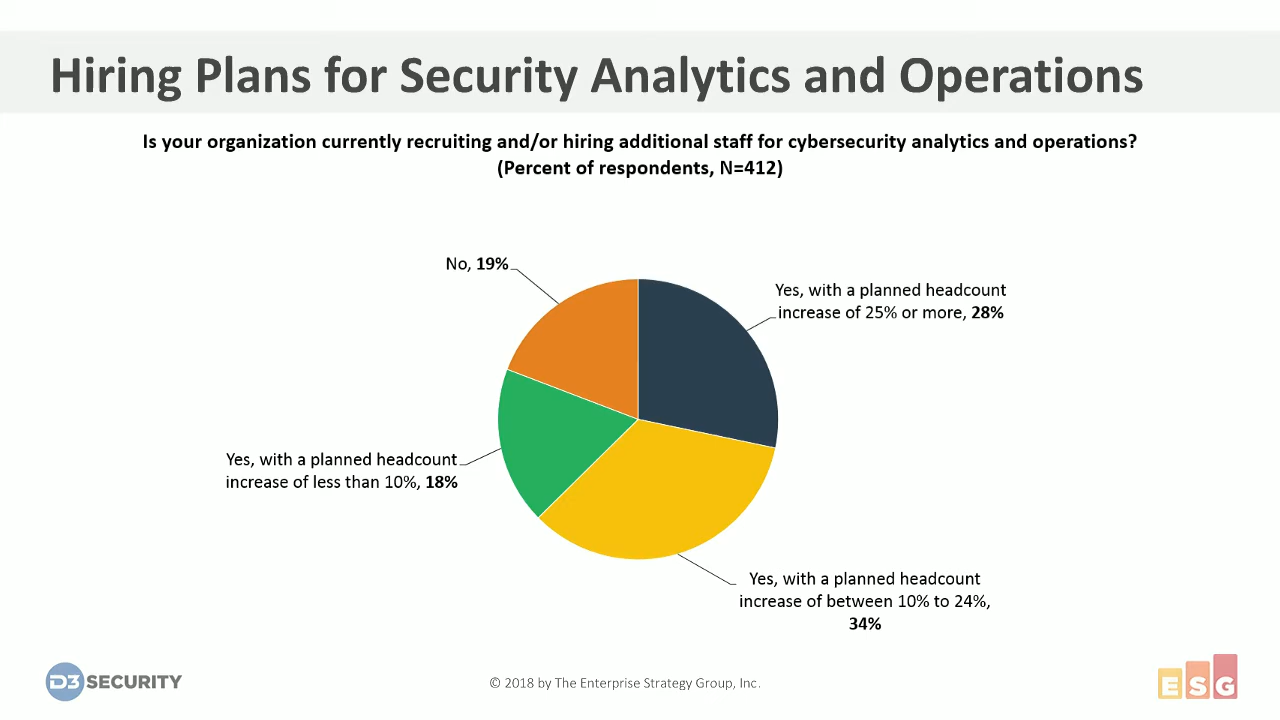 Hiring Plans for Security Analytics and Operations
Is your organization currently recruiting and/or hiring additional staff for cybersecurity analytics and operations?
(Percent of respondents, N=412)
No, 19%
Yes, with a planned headcount
increase of 25% or more, 28%
Yes, with a planned headcount
increase of less than 10%, 18%
Yes, with a planned headcount
increase of between 10% to 24%,
34%
D3 SECURITY
© 2018 by The Enterprise Strategy Group, Inc.
ESG